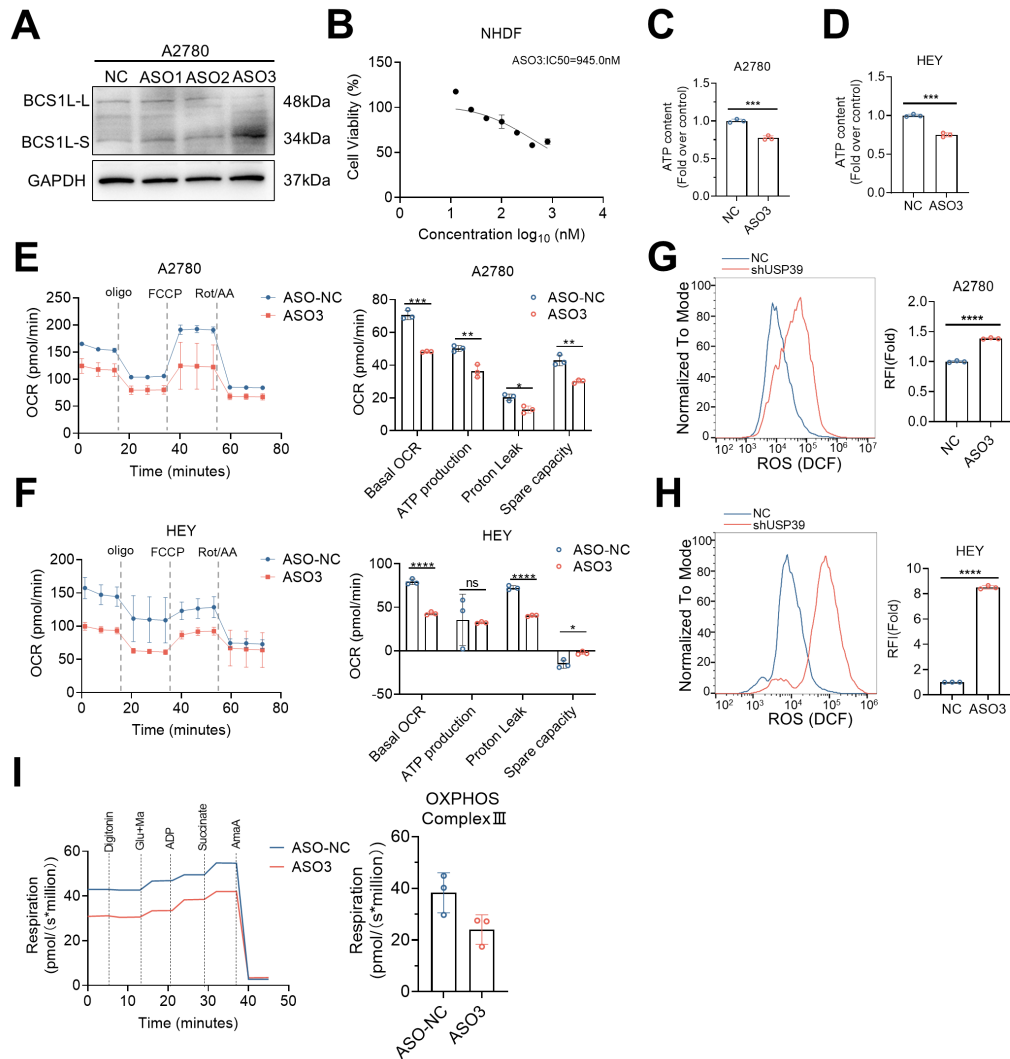 A
A2780
NC ASO1 ASO2 ASO3
BCS1L-L
48kDa
BCS1L-S
34kDa
GAPDH
37kDa
B
NHDF
ASO3:IC50=945.0nM
Cell Viablity (%)
150
100
50
0
0 1 2 3 4
Concentration log10 (nM)
C
A2780
***
ATP content
(Fold over control)
1.5
1.0
0.5
0.0
NC
ASO3
D
HEY
***
ATP content
(Fold over control)
1.5
1.0
0.5
0.0
NC ASO3
E
A2780
oligo FCCP Rot/AA
ASO-NC
ASO3
OCR (pmol/min)
250
200
150
100
50
0
0 20 40 60 80
Time (minutes)
A2780
ASO-NC
ASO3
OCR (pmol/min)
80
60
40
20
0
***
**
*
**
Basal OCR
ATP production
Proton Leak
Spare capacity
F
HEY
oligo FCCP Rot/AA
ASO-NC
ASO3
OCR (pmol/min)
200
150
100
50
0
0 20 40 60 80
Time (minutes)
HEY
ASO-NC
ASO3
OCR (pmol/min)
100
50
0
−50
****
ns
****
*
Basal OCR
ATP production
Proton Leak
Spare capacity
G
NC
shUSP39
Normalized To Mode
100
80
60
40
20
0
102 103 104 105 106 107
ROS (DCF)
A2780
****
RFI(Fold)
2.0
1.5
1.0
0.5
0.0
NC
ASO3
H
NC
shUSP39
Normalized To Mode
100
80
60
40
20
0
102 103 104 105 106
ROS (DCF)
HEY
****
RFI(Fold)
10
8
6
4
2
0
NC ASO3
I
Digitonin
Glu+Ma
ADP
Succinate
AmaA
ASO-NC
ASO3
Respiration
(pmol/(s*million))
60
40
20
0
0 10 20 30 40 50
Time (minutes)
OXPHOS
ComplexⅢ
Respiration
(pmol/(s*million))
60
40
20
0
ASO-NC
ASO3